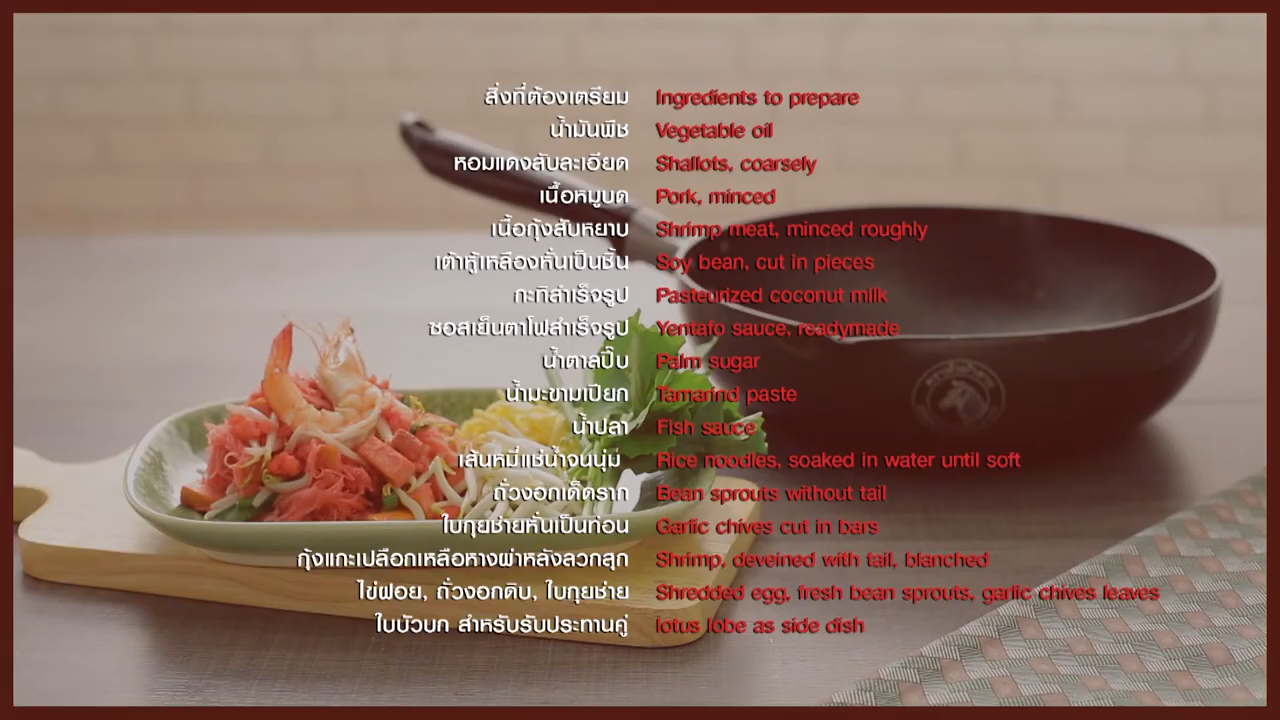 สิ่งที่ต้องเตรียม Ingredients to prepare
น้ำมันพืช Vegetable oil
หอมแดงสับละเอียด Shallots, coarsely
เนื้อหมูบด Pork, minced
เนื้อกุ้งสับหยาบ Shrimp meat, minced roughly
เต้าหู้เหลืองหั่นเป็นชิ้น Soy bean, cut in pieces
กะทิสำเร็จรูป Pasteurized coconut milk
ซอสเย็นตาโฟสำเร็จรูป Yentafo sauce, readymade
น้ำตาลปี๊บ Palm sugar
น้ำมะขามเปียก Tamarind paste
น้ำปลา Fish sauce
เส้นหมี่แช่น้ำจนนุ่ม Rice noodles, soaked in water until soft
ถั่วงอกเด็ดราก Bean sprouts without tail
ใบกุยช่ายหั่นเป็นท่อน Garlic chives cut in bars
กุ้งแกะเปลือกเหลือหางผ่าหลังลวกสุก Shrimp, deveined with tail, blanched
ไข่ฝอย, ถั่วงอกดิบ, ใบกุยช่าย Shredded egg, fresh bean sprouts, garlic chives leaves
ใบบัวบก สำหรับรับประทานคู่ lotus lobe as side dish